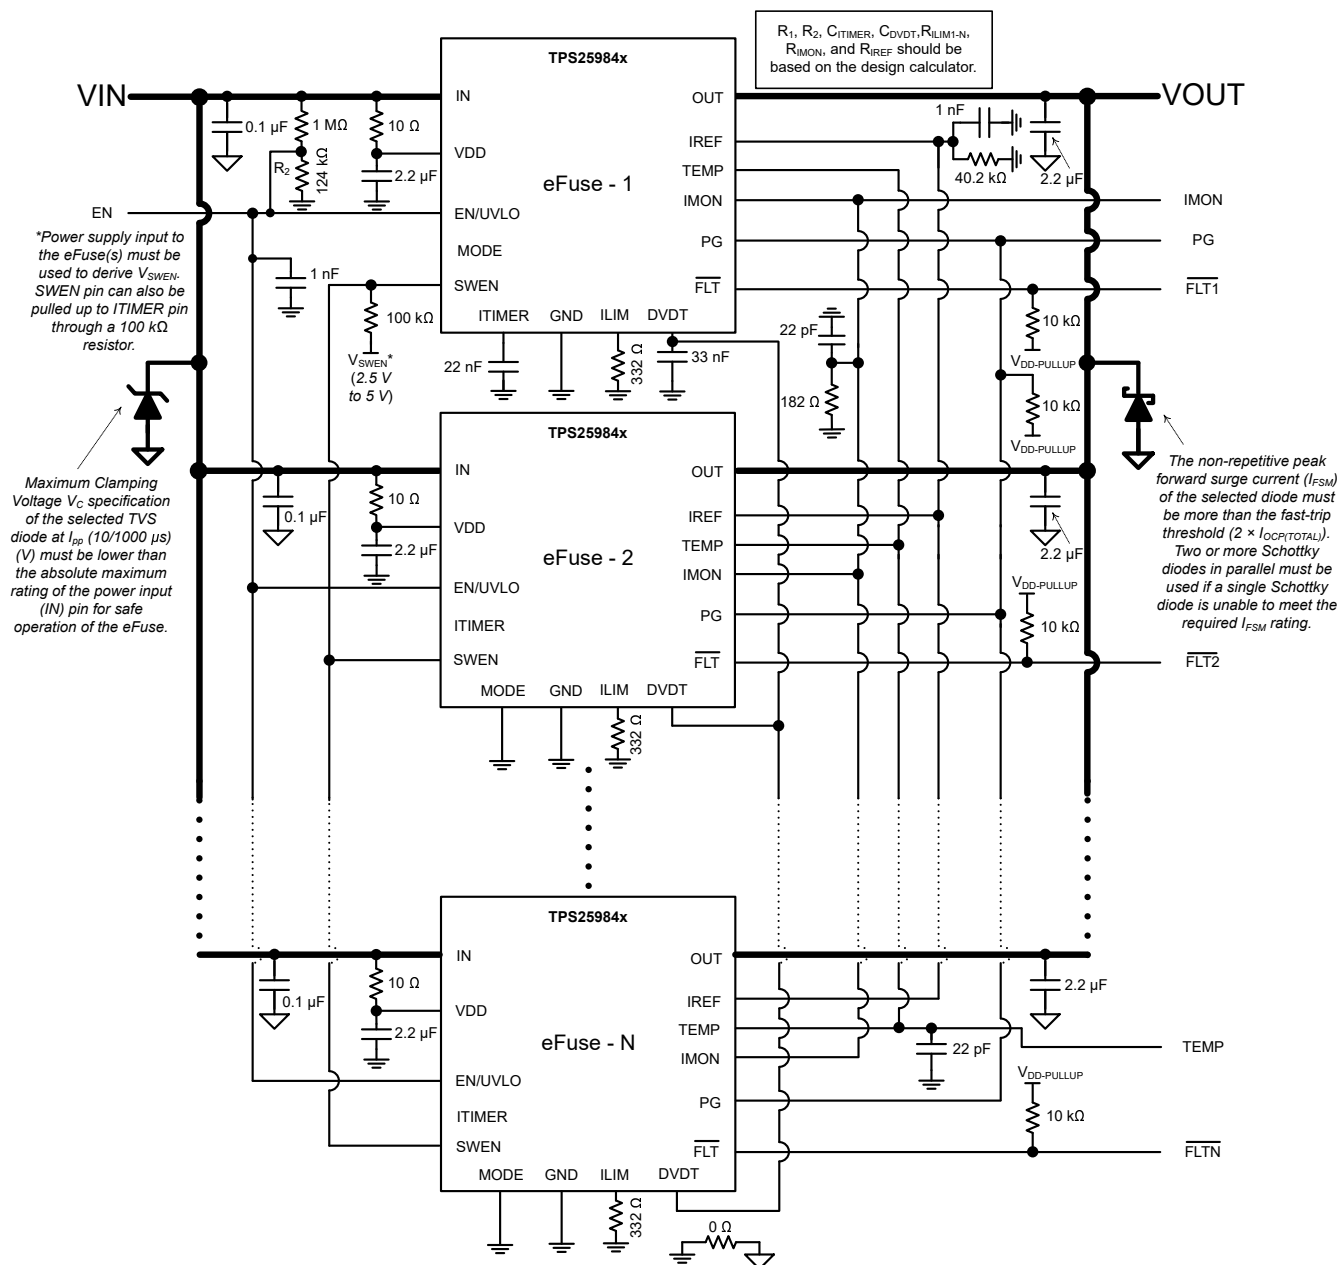 R1, R2, CITIMER, CDVDT,RILIM1-N,
RIMON, and RIREF should be
based on the design calculator.
TPS25984x
VIN
IN
OUT
VOUT
0.1 µF
1 MΩ
10 Ω
1 nF
IREF
VDD
R2
124 kΩ
2.2 µF
TEMP
40.2 kΩ
2.2 µF
eFuse - 1
IMON
IMON
EN
EN/UVLO
PG
PG
*Power supply input to
the eFuse(s) must be
used to derive VSWEN.
SWEN pin can also be
pulled up to ITIMER pin
through a 100 kΩ
resistor.
MODE
1 nF
SWEN
FLT
FLT1
100 kΩ
ITIMER
GND
ILIM
DVDT
22 pF
10 kΩ
VSWEN*
(2.5 V
to 5 V)
22 nF
332 Ω
33 nF
VDD-PULLUP
182 Ω
10 kΩ
VDD-PULLUP
TPS25984x
IN
OUT
Maximum Clamping
Voltage VC specification
of the selected TVS
diode at Ipp (10/1000 µs)
(V) must be lower than
the absolute maximum
rating of the power input
(IN) pin for safe
operation of the eFuse.
The non-repetitive peak
forward surge current (IFSM)
of the selected diode must
be more than the fast-trip
threshold (2 × IOCP(TOTAL)).
Two or more Schottky
diodes in parallel must be
used if a single Schottky
diode is unable to meet the
required IFSM rating.
0.1 µF
10 Ω
VDD
2.2 µF
IREF
TEMP
2.2 µF
eFuse - 2
IMON
EN/UVLO
VDD-PULLUP
PG
10 kΩ
ITIMER
SWEN
FLT
FLT2
MODE
GND
ILIM
DVDT
332 Ω
TPS25984x
IN
OUT
0.1 µF
10 Ω
2.2 µF
VDD
IREF
2.2 µF
TEMP
eFuse - N
22 pF
TEMP
IMON
EN/UVLO
VDD-PULLUP
PG
10 kΩ
ITIMER
SWEN
FLT
FLTN
MODE
GND
ILIM
DVDT
332 Ω
0 Ω